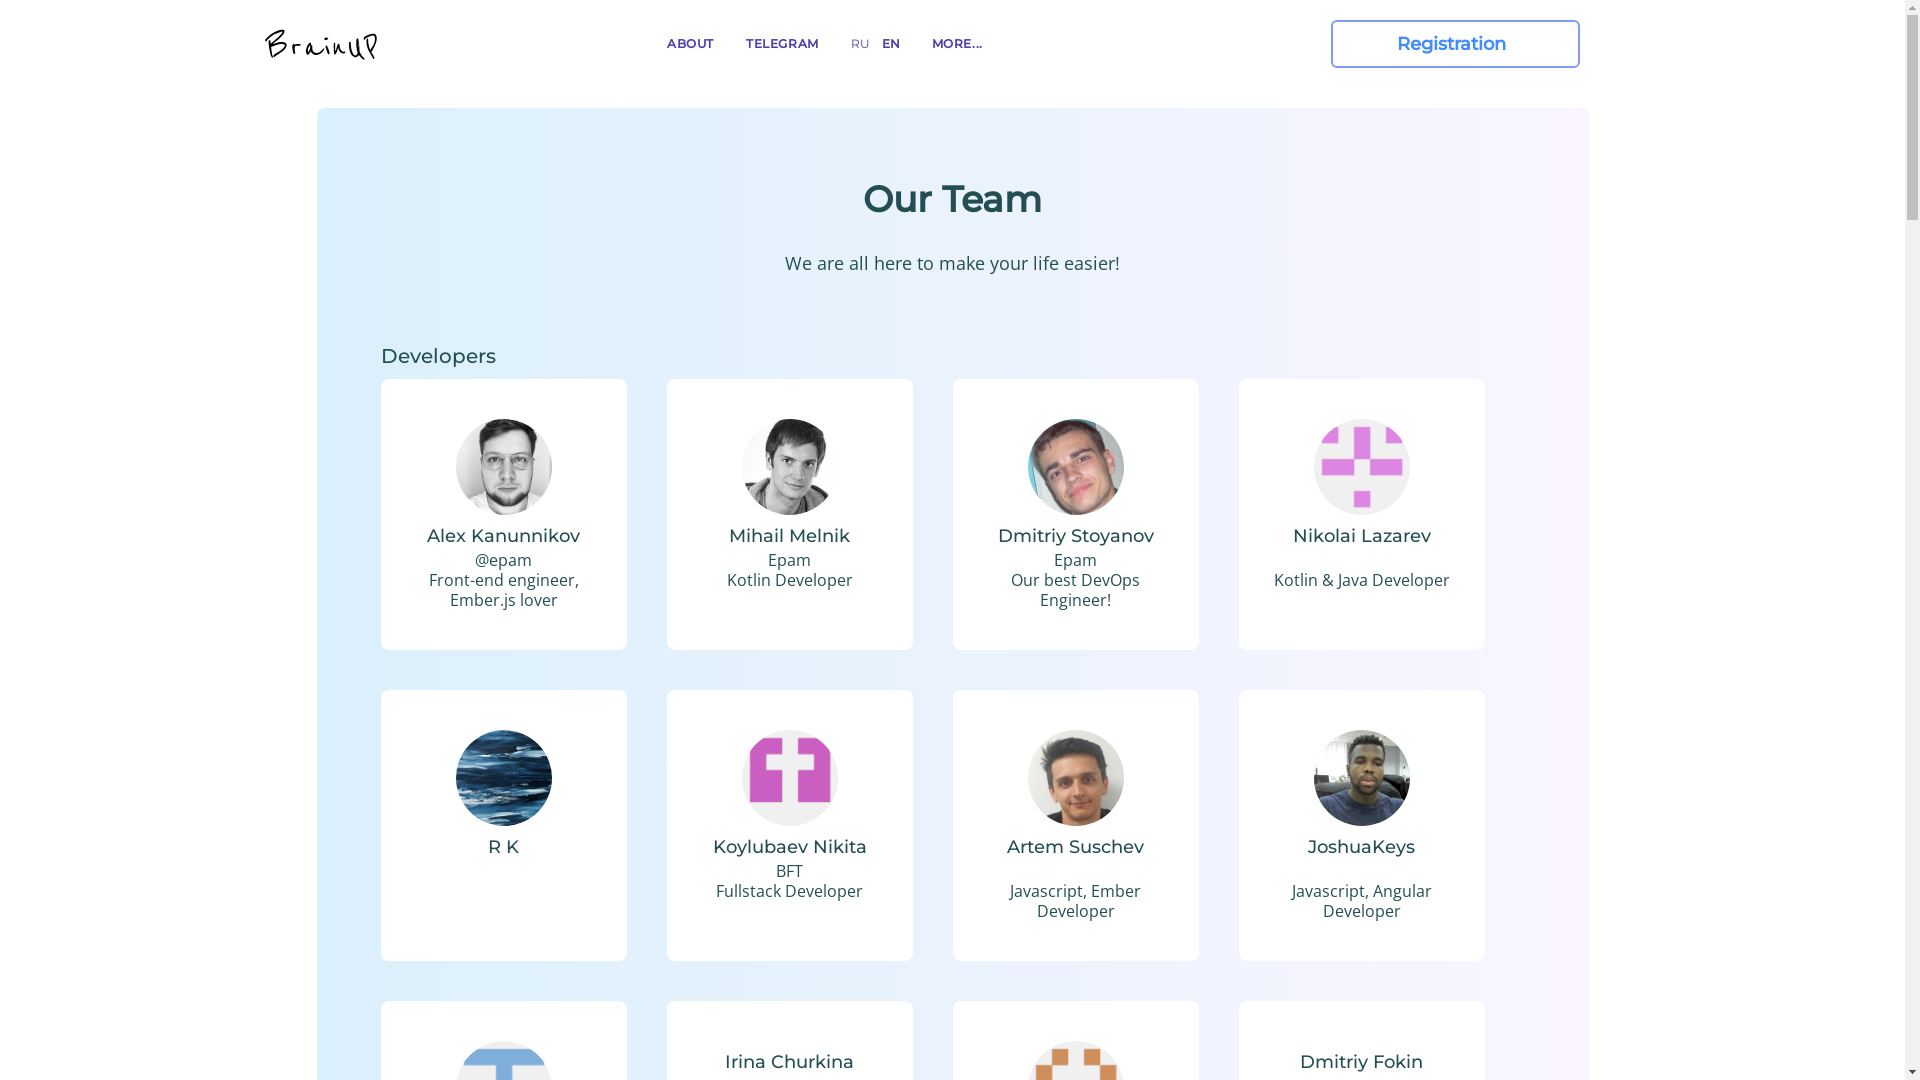 BrainUP
ABOUT TELEGRAM RU EN MORE...
Registration
Our Team
We are all here to make your life easier!
Developers
Alex Kanunnikov
@epam
Front-end engineer,
Ember.js lover
Mihail Melnik
Epam
Kotlin Developer
Dmitriy Stoyanov
Epam
Our best DevOps
Engineer!
Nikolai Lazarev
Kotlin & Java Developer
R K
Koylubaev Nikita
BFT
Fullstack Developer
Artem Suschev
Javascript, Ember
Developer
JoshuaKeys
Javascript, Angular
Developer
Irina Churkina
Dmitriy Fokin